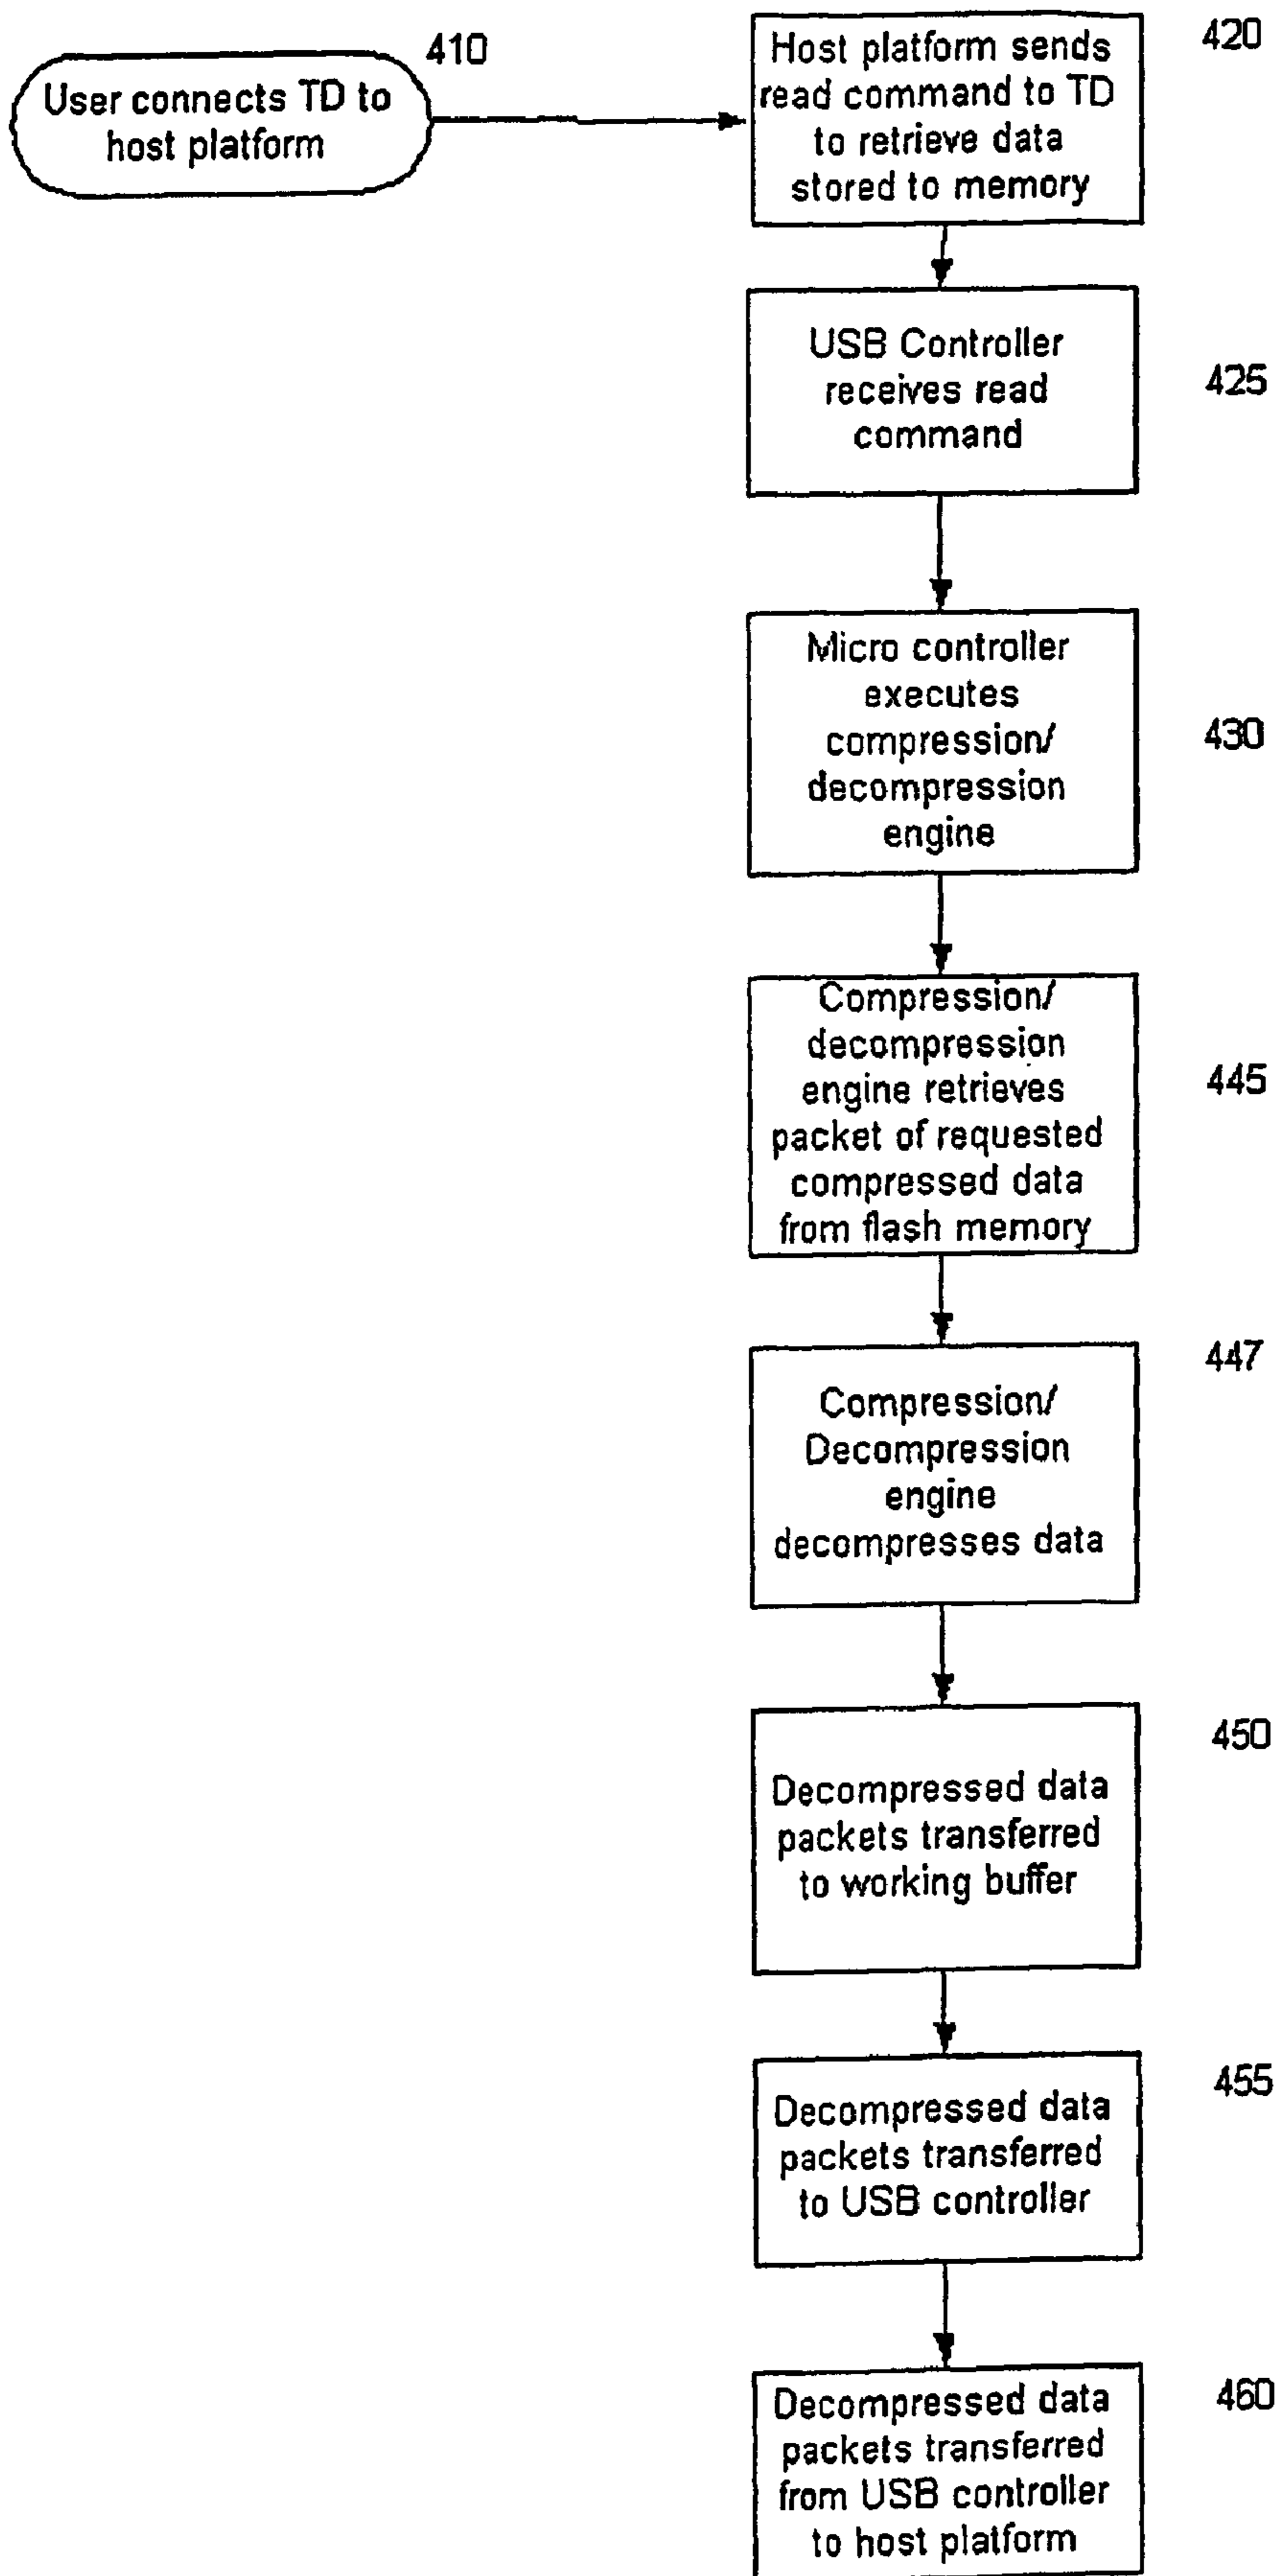 410
User connects TD to
host platform
420
Host platform sends
read command to TD
to retrieve data
stored to memory
425
USB Controller
receives read
command
430
Micro controller
executes
compression/
decompression
engine
445
Compression/
decompression
engine retrieves
packet of requested
compressed data
from flash memory
447
Compression/
Decompression
engine
decompresses data
450
Decompressed data
packets transferred
to working buffer
455
Decompressed data
packets transferred
to USB controller
460
Decompressed data
packets transferred
from USB controller
to host platform